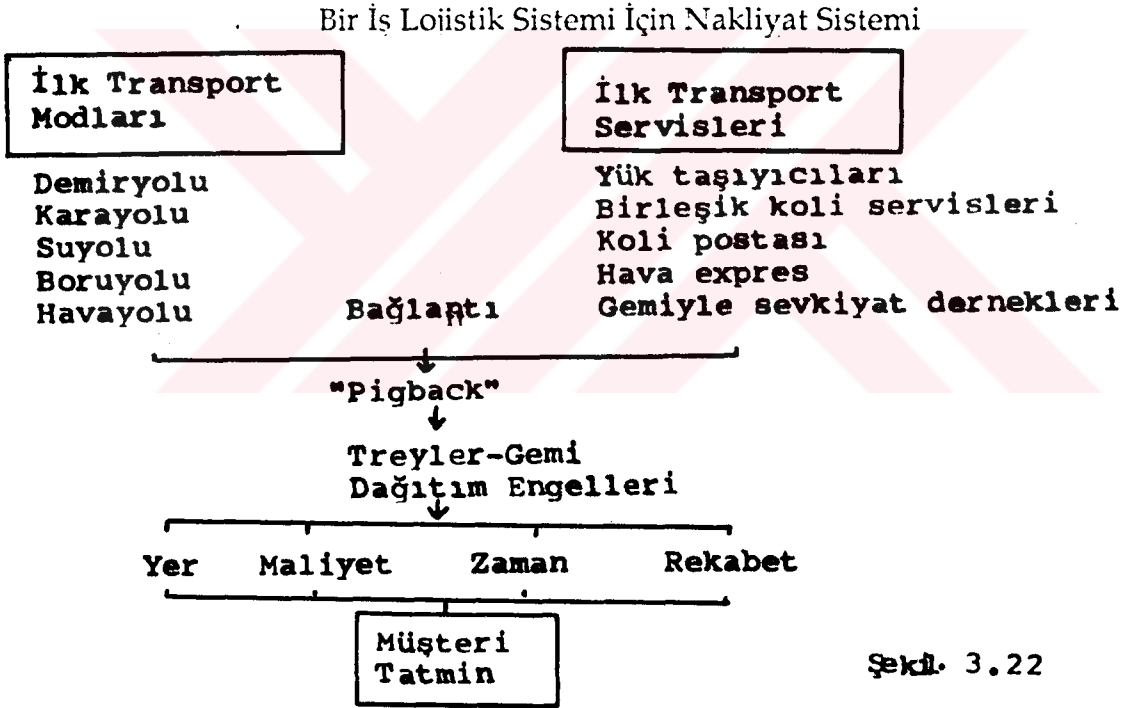 Bir İş Lojistik Sistemi İçin Nakliyat Sistemi
İlk Transport
Modları
Demiryolu
Karayolu
Suyolu
Boruyolu
Havayolu
İlk Transport
Servisleri
Yük taşıyıcıları
Birleşik koli servisleri
Koli postası
Hava expres
Gemiyle sevkiyat dernekleri
Bağlantı
"Pigback"
Treyler-Gemi
Dağıtım Engelleri
Yer Maliyet Zaman Rekabet
Müşteri
Tatmin
Şekil. 3.22